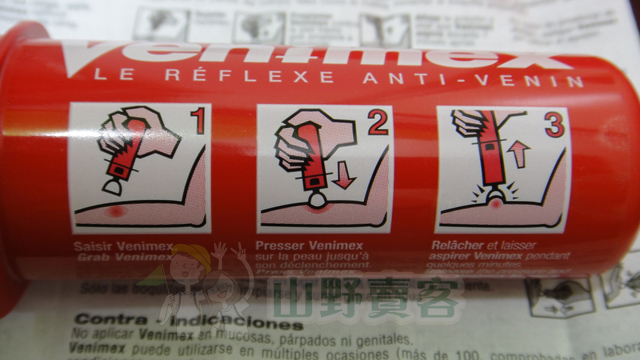 Venimex
LE RÉFLEXE ANTI-VENIN
1
2
3
Saisir Venimex
Grab Venimex
Presser Venimex
sur la peau jusqu'à
son déclenchement
Relâcher et laisser
aspirer Venimex pendant
quelques minutes
山野賣客
Contra - indicaciones
No aplicar Venimex en mucosas, párpados ni genitales.
Venimex puede utilizarse en múltiples ocasiones (más de 100